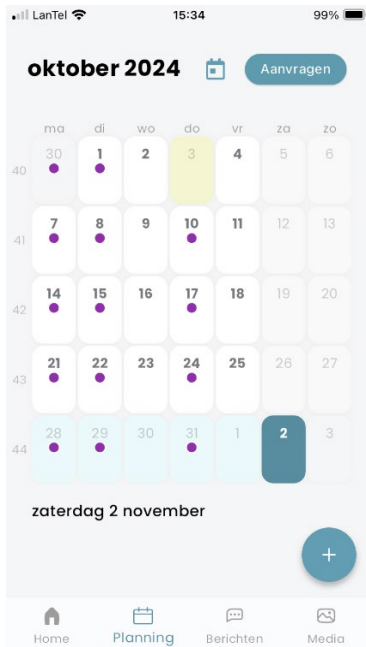 LanTel 15:34 99%
oktober 2024 Aanvragen
ma di wo do vr za zo
40 30 1 2 3 4 5 6
41 7 8 9 10 11 12 13
42 14 15 16 17 18 19 20
43 21 22 23 24 25 26 27
44 28 29 30 31 1 2 3
zaterdag 2 november
+
Home Planning Berichten Media